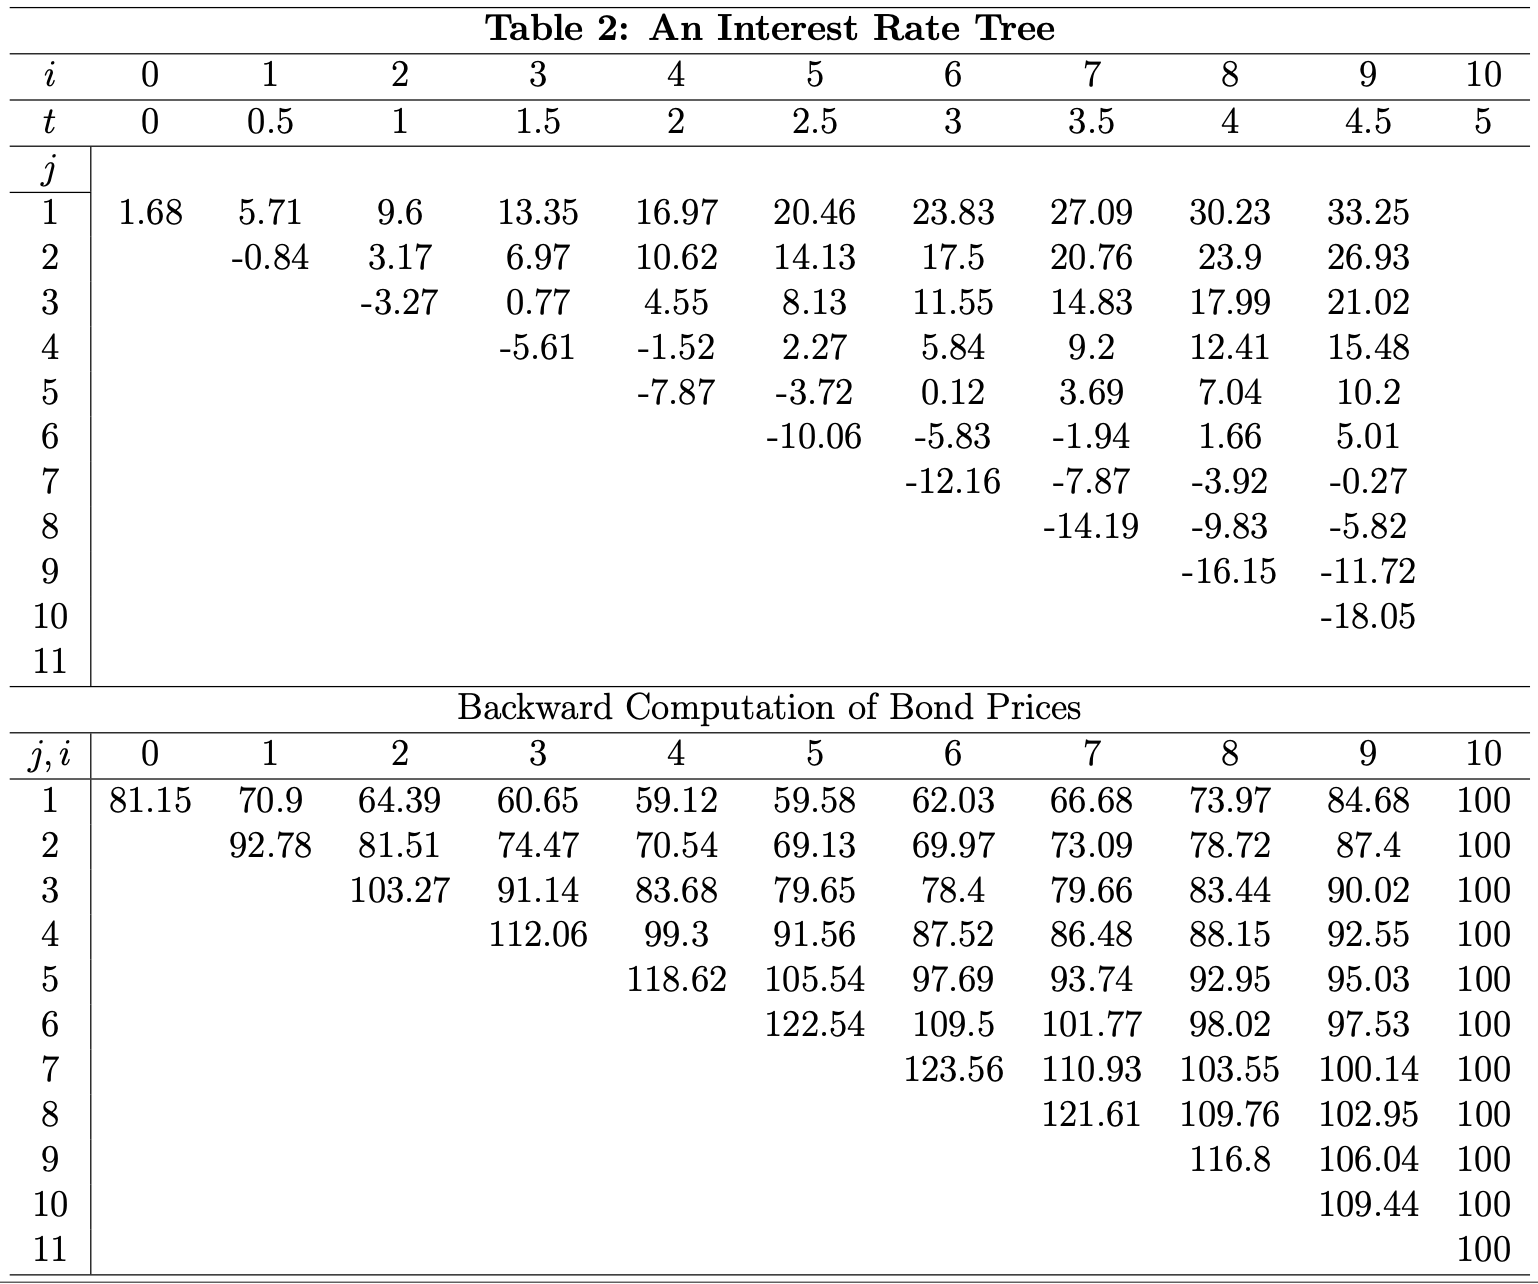 Table 2: An Interest Rate Tree
i 0 1 2 3 4 5 6 7 8 9 10
t 0 0.5 1 1.5 2 2.5 3 3.5 4 4.5 5
j
1 1.68 5.71 9.6 13.35 16.97 20.46 23.83 27.09 30.23 33.25
2 -0.84 3.17 6.97 10.62 14.13 17.5 20.76 23.9 26.93
3 -3.27 0.77 4.55 8.13 11.55 14.83 17.99 21.02
4 -5.61 -1.52 2.27 5.84 9.2 12.41 15.48
5 -7.87 -3.72 0.12 3.69 7.04 10.2
6 -10.06 -5.83 -1.94 1.66 5.01
7 -12.16 -7.87 -3.92 -0.27
8 -14.19 -9.83 -5.82
9 -16.15 -11.72
10 -18.05
11
Backward Computation of Bond Prices
j, i 0 1 2 3 4 5 6 7 8 9 10
1 81.15 70.9 64.39 60.65 59.12 59.58 62.03 66.68 73.97 84.68 100
2 92.78 81.51 74.47 70.54 69.13 69.97 73.09 78.72 87.4 100
3 103.27 91.14 83.68 79.65 78.4 79.66 83.44 90.02 100
4 112.06 99.3 91.56 87.52 86.48 88.15 92.55 100
5 118.62 105.54 97.69 93.74 92.95 95.03 100
6 122.54 109.5 101.77 98.02 97.53 100
7 123.56 110.93 103.55 100.14 100
8 121.61 109.76 102.95 100
9 116.8 106.04 100
10 109.44 100
11 100